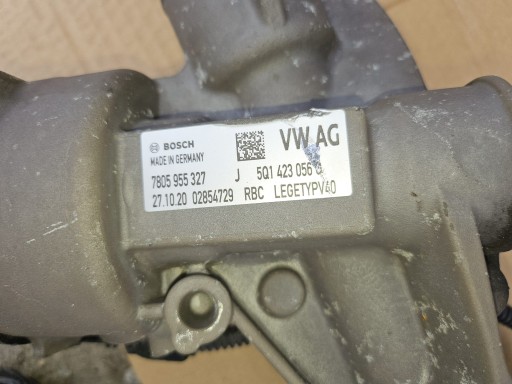 BOSCH
MADE IN GERMANY
VW AG
7805 955 327 J 5Q1 423 056
27.10.20 02854729 RBC LEGETYPV40